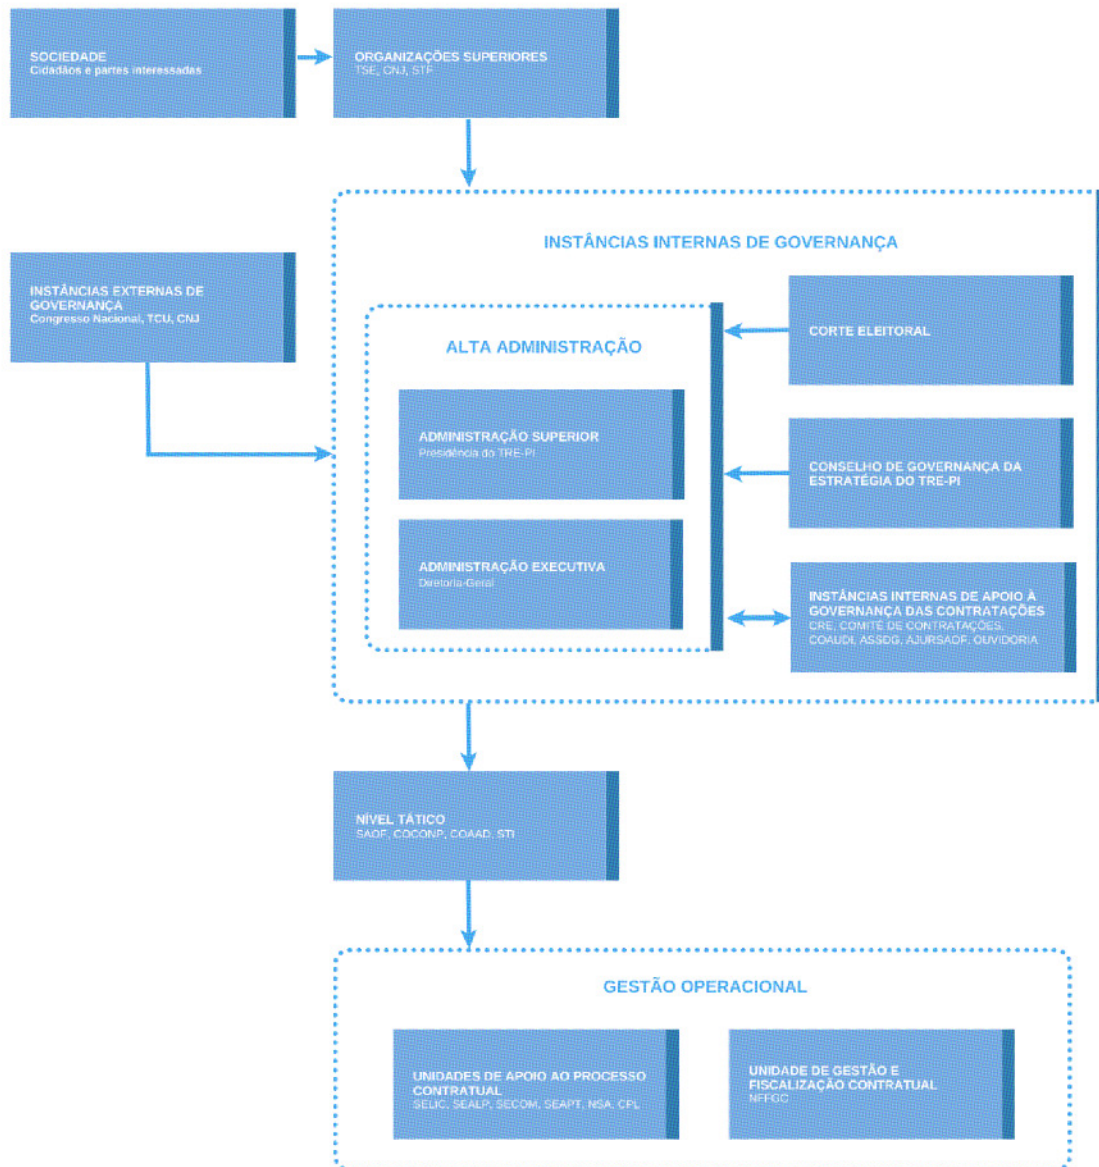 SOCIEDADE
Cidadãos e partes interessadas
ORGANIZAÇÕES SUPERIORES
TSE, CNJ, STF
INSTÂNCIAS INTERNAS DE GOVERNANÇA
INSTÂNCIAS EXTERNAS DE
GOVERNANÇA
Congresso Nacional, TCU, CNJ
ALTA ADMINISTRAÇÃO
ADMINISTRAÇÃO SUPERIOR
Presidência do TRE-PI
ADMINISTRAÇÃO EXECUTIVA
Diretoria-Geral
CORTE ELEITORAL
CONSELHO DE GOVERNANÇA DA
ESTRATÉGIA DO TRE-PI
INSTÂNCIAS INTERNAS DE APOIO À
GOVERNANÇA DAS CONTRATAÇÕES
CRE, COMITÊ DE CONTRATAÇÕES,
COAUDI, ASSDG, AJURSAOF, OUVIDORIA
NÍVEL TÁTICO
SAOF, COCONP, COAAD, STI
GESTÃO OPERACIONAL
UNIDADES DE APOIO AO PROCESSO
CONTRATUAL
SELIC, SEALP, SECOM, SEAPT, NSA, CPL
UNIDADE DE GESTÃO E
FISCALIZAÇÃO CONTRATUAL
NFFGC